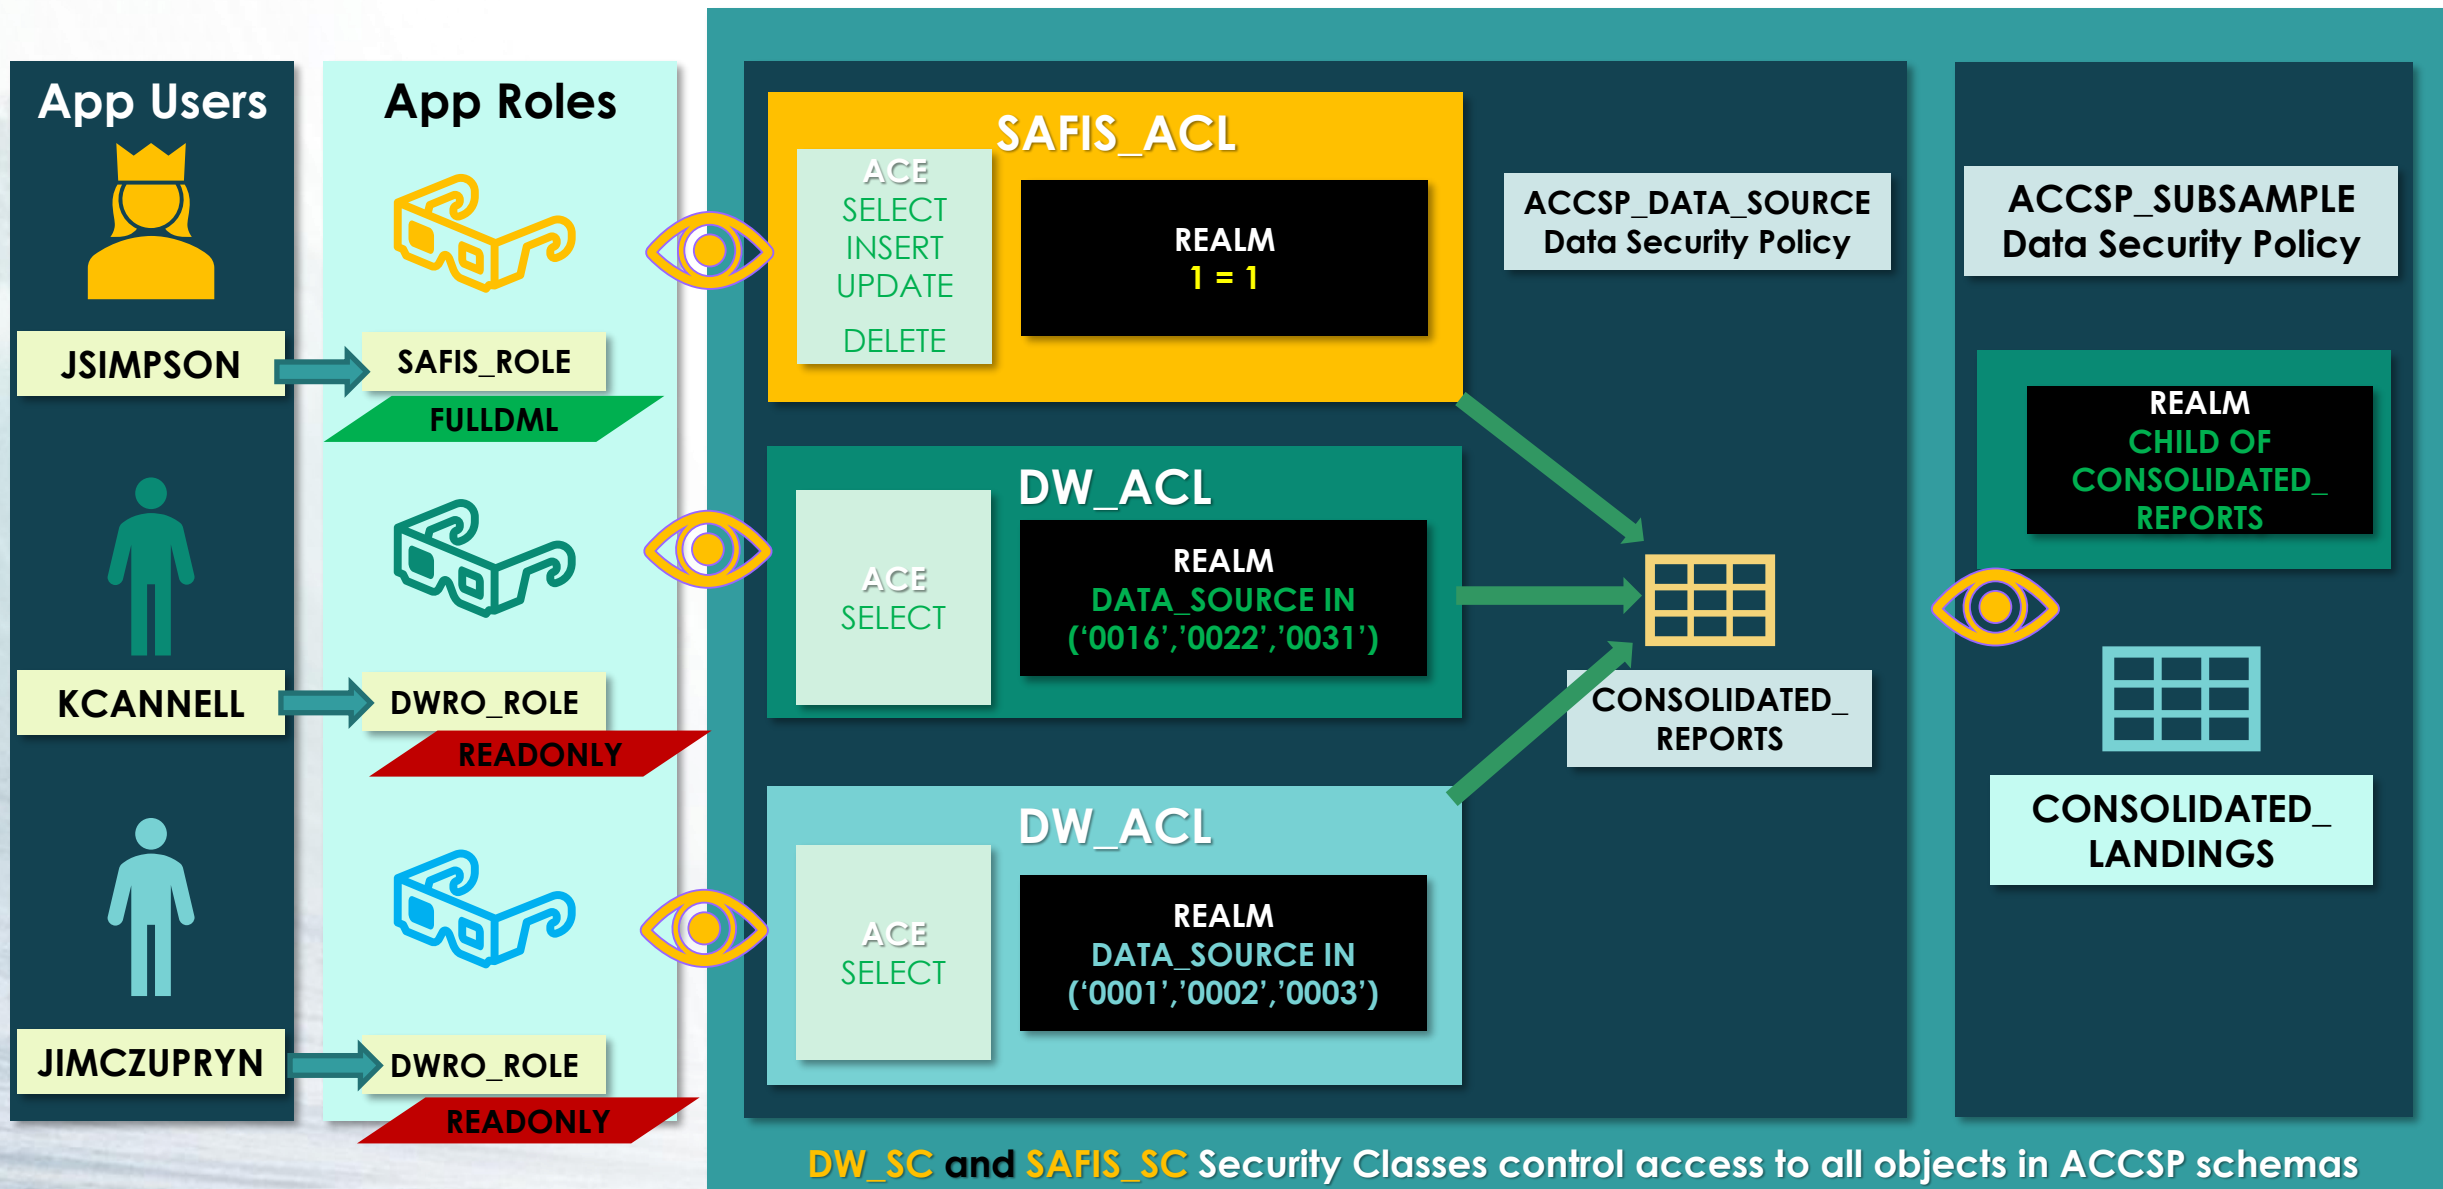 App Users
App Roles
JSIMPSON
SAFIS_ROLE
FULLDML
KCANNELL
DWRO_ROLE
READONLY
JIMCZUPRYN
DWRO_ROLE
READONLY
SAFIS_ACL
ACE
SELECT
INSERT
UPDATE
DELETE
REALM
1 = 1
DW_ACL
ACE
SELECT
REALM
DATA_SOURCE IN
(‘0016’,’0022’,’0031’)
DW_ACL
ACE
SELECT
REALM
DATA_SOURCE IN
(‘0001’,’0002’,’0003’)
ACCSP_DATA_SOURCE
Data Security Policy
CONSOLIDATED_
REPORTS
ACCSP_SUBSAMPLE
Data Security Policy
REALM
CHILD OF
CONSOLIDATED_
REPORTS
CONSOLIDATED_
LANDINGS
DW_SC and SAFIS_SC Security Classes control access to all objects in ACCSP schemas